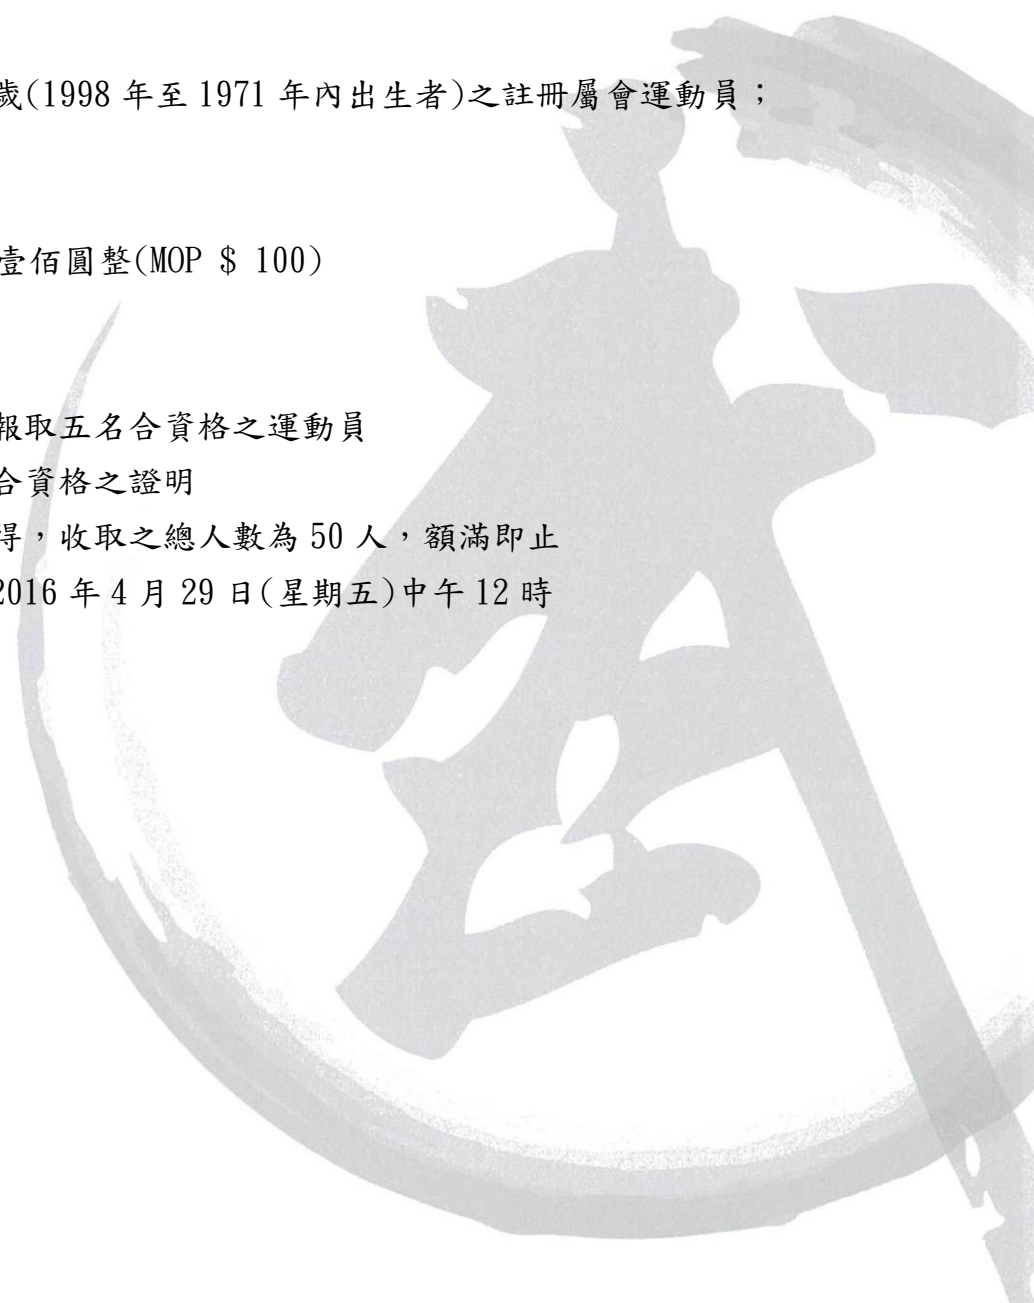 歲(1998 年至 1971 年內出生者)之註冊屬會運動員；
壹佰圓整(MOP $ 100)
報取五名合資格之運動員
合資格之證明
得，收取之總人數為 50 人，額滿即止
2016 年 4 月 29 日(星期五)中午 12 時
武